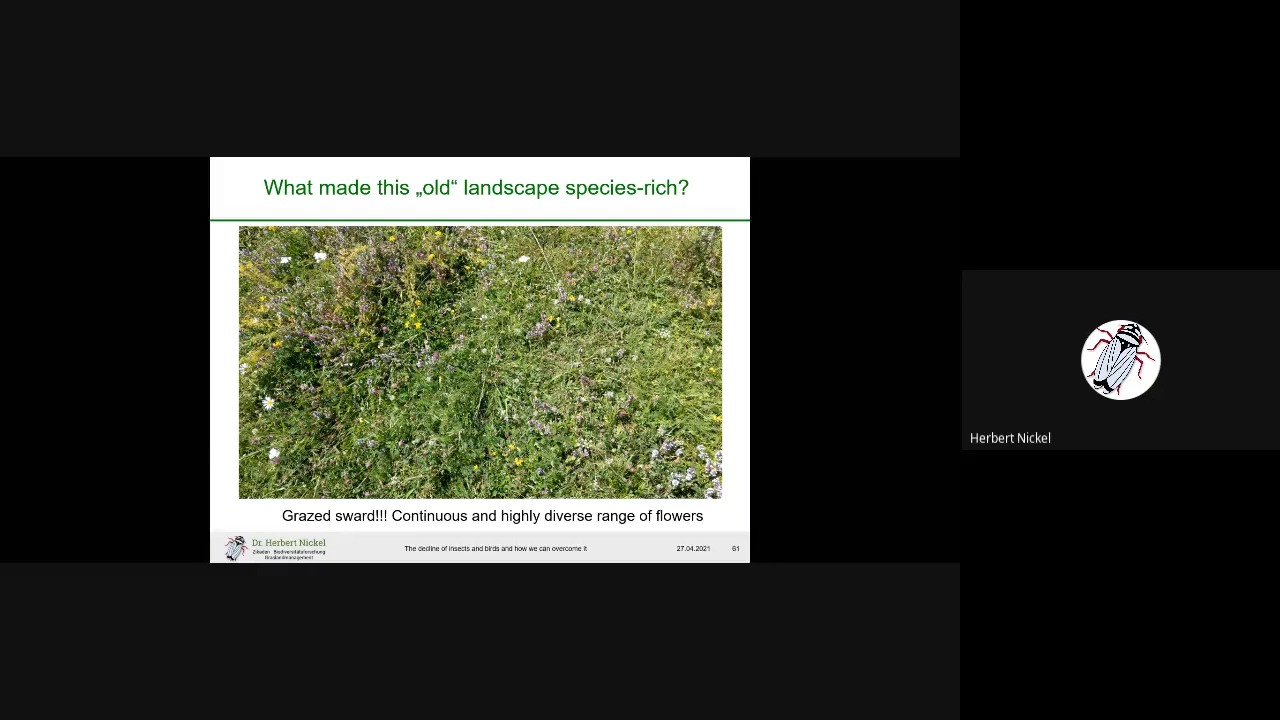 What made this „old“ landscape species-rich?
Grazed sward!!! Continuous and highly diverse range of flowers
Dr. Herbert Nickel
Zikaden Biodiversitätsforschung
Graslandmanagement
The decline of insects and birds and how we can overcome it
27.04.2021
61
Herbert Nickel